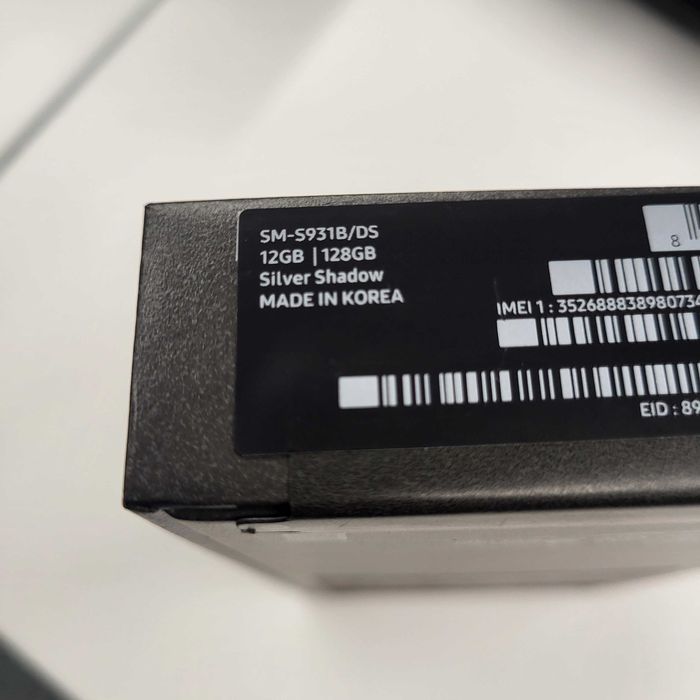 SM-S931B/DS
12GB | 128GB
Silver Shadow
MADE IN KOREA
8
IMEI 1 : 35268883898073
EID : 89